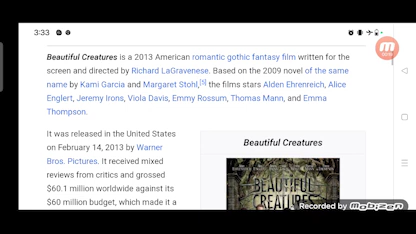 3:33
Beautiful Creatures is a 2013 American romantic gothic fantasy film written for the
screen and directed by Richard LaGravenese. Based on the 2009 novel of the same
name by Kami Garcia and Margaret Stohl,[5] the films stars Alden Ehrenreich, Alice
Englert, Jeremy Irons, Viola Davis, Emmy Rossum, Thomas Mann, and Emma
Thompson.
It was released in the United States
on February 14, 2013 by Warner
Bros. Pictures. It received mixed
reviews from critics and grossed
$60.1 million worldwide against its
$60 million budget, which made it a
Beautiful Creatures
BEAUTIFUL
CREATURES
Recorded by Mobizen